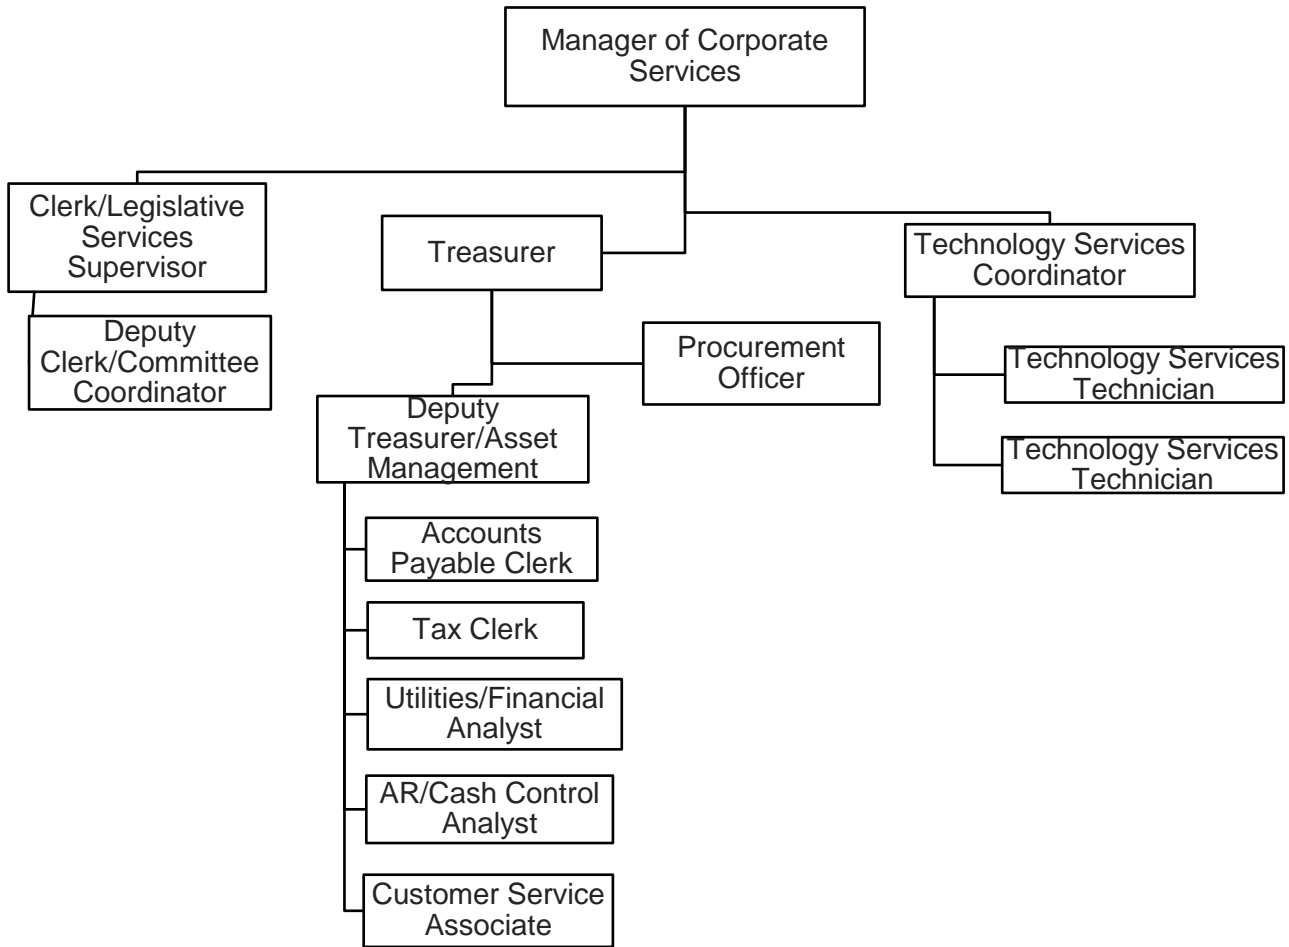 Manager of Corporate
Services
Clerk/Legislative
Services
Supervisor
Treasurer
Technology Services
Coordinator
Deputy
Clerk/Committee
Coordinator
Procurement
Officer
Technology Services
Technician
Deputy
Treasurer/Asset
Management
Technology Services
Technician
Accounts
Payable Clerk
Tax Clerk
Utilities/Financial
Analyst
AR/Cash Control
Analyst
Customer Service
Associate